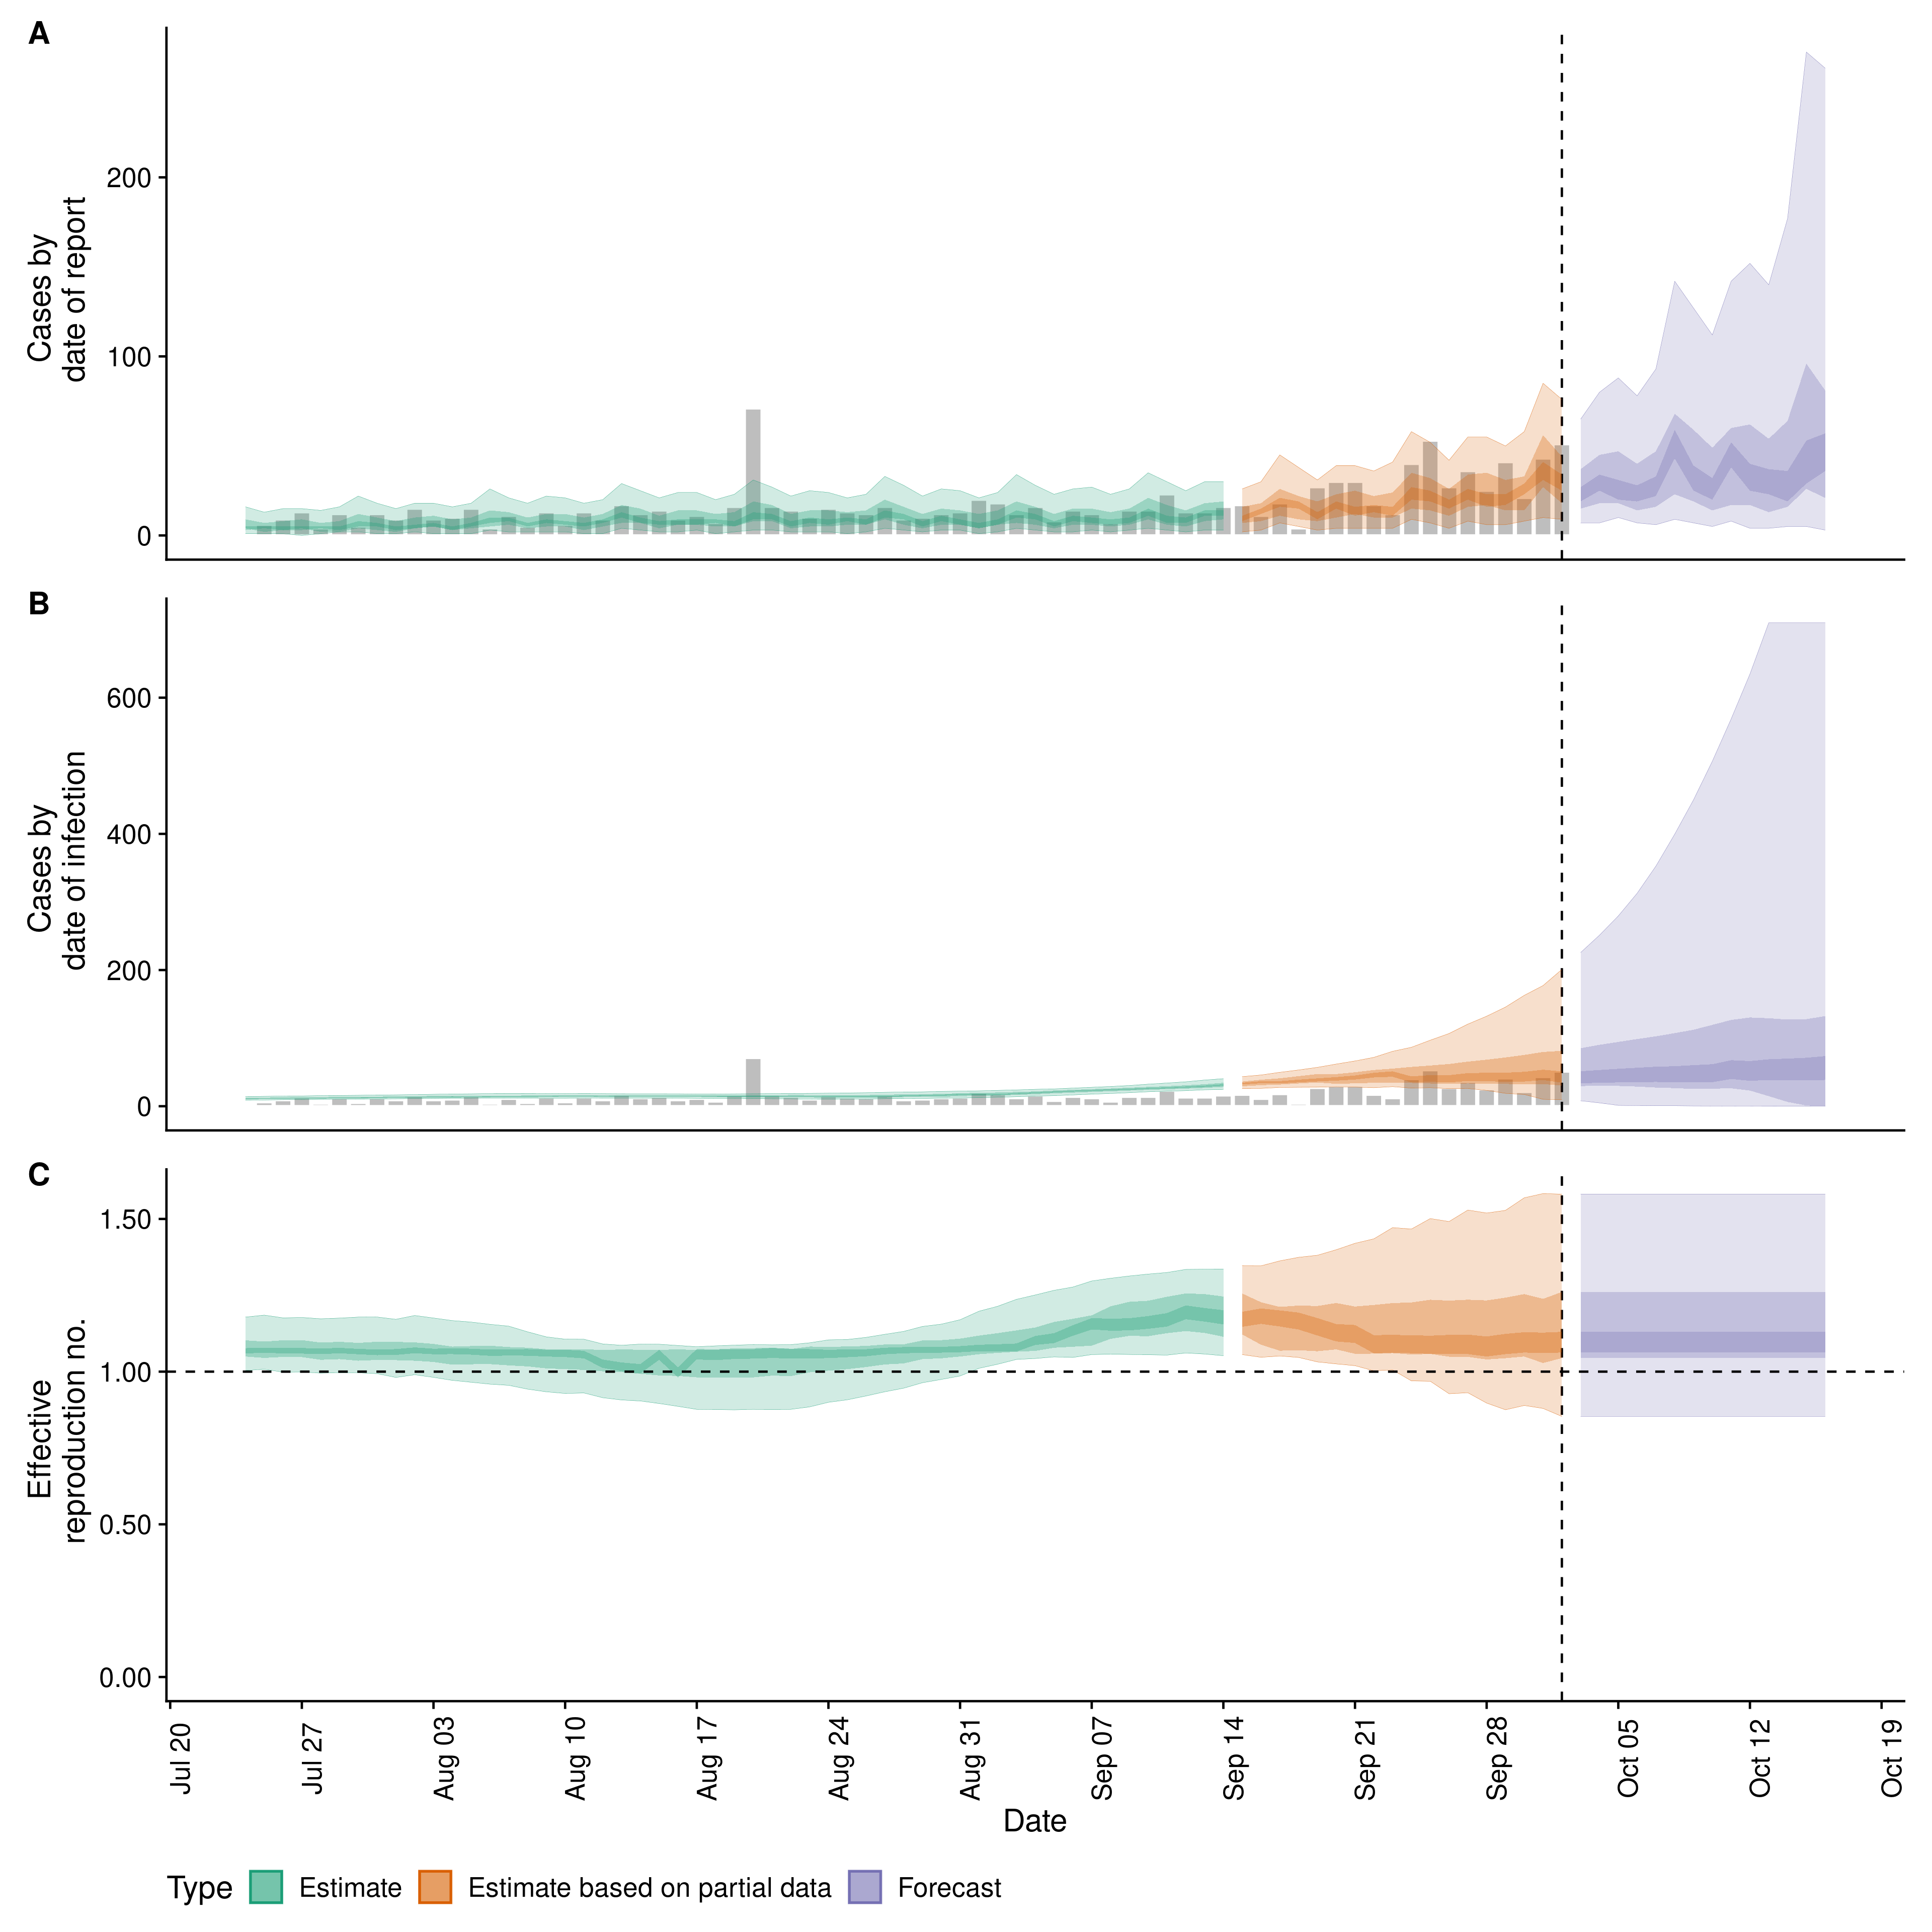 A
Cases by
date of report
200
100
0
B
Cases by
date of infection
600
400
200
0
C
Effective
reproduction no.
1.50
1.00
0.50
0.00
Jul 20
Jul 27
Aug 03
Aug 10
Aug 17
Aug 24
Aug 31
Sep 07
Sep 14
Sep 21
Sep 28
Oct 05
Oct 12
Oct 19
Date
Type Estimate Estimate based on partial data Forecast